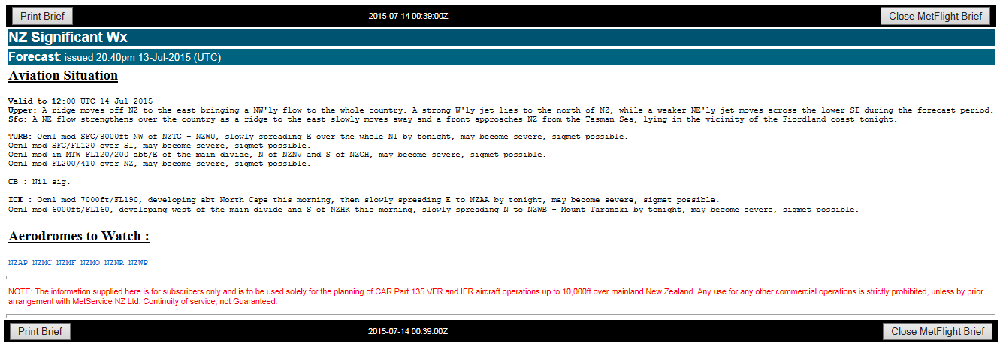 Print Brief 2015-07-14 00:39:00Z Close MetFlight Brief
NZ Significant Wx
Forecast: issued 20:40pm 13-Jul-2015 (UTC)
Aviation Situation
Valid to 12:00 UTC 14 Jul 2015
Upper: A ridge moves off NZ to the east bringing a NW'ly flow to the whole country. A strong W'ly jet lies to the north of NZ, while a weaker NE'ly jet moves across the lower SI during the forecast period.
Sfc: A NE flow strengthens over the country as a ridge to the east slowly moves away and a front approaches NZ from the Tasman Sea, lying in the vicinity of the Fiordland coast tonight.
TURB: Ocnl mod SFC/8000ft NW of NZTG - NZWU, slowly spreading E over the whole NI by tonight, may become severe, sigmet possible.
Ocnl mod SFC/FL120 over SI, may become severe, sigmet possible.
Ocnl mod in MTW FL120/200 abt/E of the main divide, N of NZNV and S of NZCH, may become severe, sigmet possible.
Ocnl mod FL200/410 over NZ, may become severe, sigmet possible.
CB : Nil sig.
ICE : Ocnl mod 7000ft/FL190, developing abt North Cape this morning, then slowly spreading E to NZAA by tonight, may become severe, sigmet possible.
Ocnl mod 6000ft/FL160, developing west of the main divide and S of NZHK this morning, slowly spreading N to NZWB - Mount Taranaki by tonight, may become severe, sigmet possible.
Aerodromes to Watch :
NZAP NZMC NZMF NZMO NZNR NZWP
NOTE: The information supplied here is for subscribers only and is to be used solely for the planning of CAR Part 135 VFR and IFR aircraft operations up to 10,000ft over mainland New Zealand. Any use for any other commercial operations is strictly prohibited, unless by prior
arrangement with MetService NZ Ltd. Continuity of service, not Guaranteed.
Print Brief 2015-07-14 00:39:00Z Close MetFlight Brief